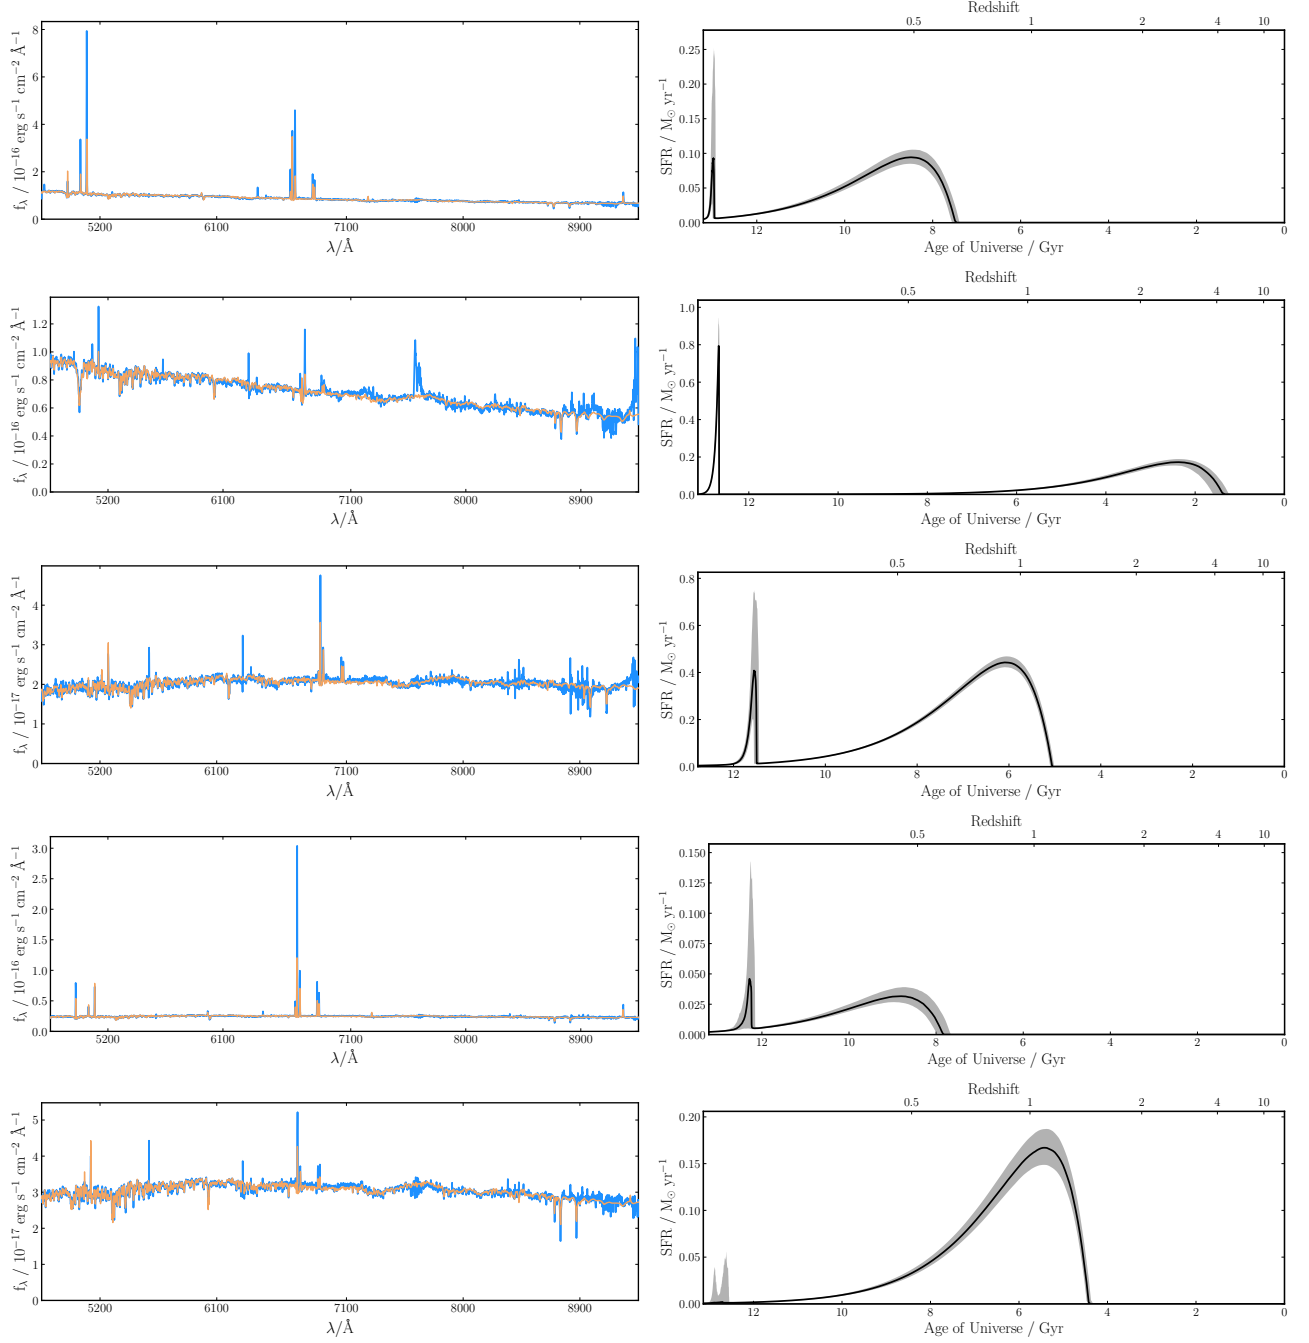 Redshift
0.5 1 2 4 10
8
6
4
2
0
f_λ / 10⁻¹⁶ erg s⁻¹ cm⁻² Å⁻¹
5200 6100 7100 8000 8900
λ/Å
0.25
0.20
0.15
0.10
0.05
0.00
SFR / M⊙ yr⁻¹
12 10 8 6 4 2 0
Age of Universe / Gyr
Redshift
0.5 1 2 4 10
1.2
1.0
0.8
0.6
0.4
0.2
0.0
f_λ / 10⁻¹⁶ erg s⁻¹ cm⁻² Å⁻¹
5200 6100 7100 8000 8900
λ/Å
1.0
0.8
0.6
0.4
0.2
0.0
SFR / M⊙ yr⁻¹
12 10 8 6 4 2 0
Age of Universe / Gyr
Redshift
0.5 1 2 4 10
4
3
2
1
0
f_λ / 10⁻¹⁷ erg s⁻¹ cm⁻² Å⁻¹
5200 6100 7100 8000 8900
λ/Å
0.8
0.6
0.4
0.2
0.0
SFR / M⊙ yr⁻¹
12 10 8 6 4 2 0
Age of Universe / Gyr
Redshift
0.5 1 2 4 10
3.0
2.5
2.0
1.5
1.0
0.5
0.0
f_λ / 10⁻¹⁶ erg s⁻¹ cm⁻² Å⁻¹
5200 6100 7100 8000 8900
λ/Å
0.150
0.125
0.100
0.075
0.050
0.025
0.000
SFR / M⊙ yr⁻¹
12 10 8 6 4 2 0
Age of Universe / Gyr
Redshift
0.5 1 2 4 10
5
4
3
2
1
0
f_λ / 10⁻¹⁷ erg s⁻¹ cm⁻² Å⁻¹
5200 6100 7100 8000 8900
λ/Å
0.20
0.15
0.10
0.05
0.00
SFR / M⊙ yr⁻¹
12 10 8 6 4 2 0
Age of Universe / Gyr